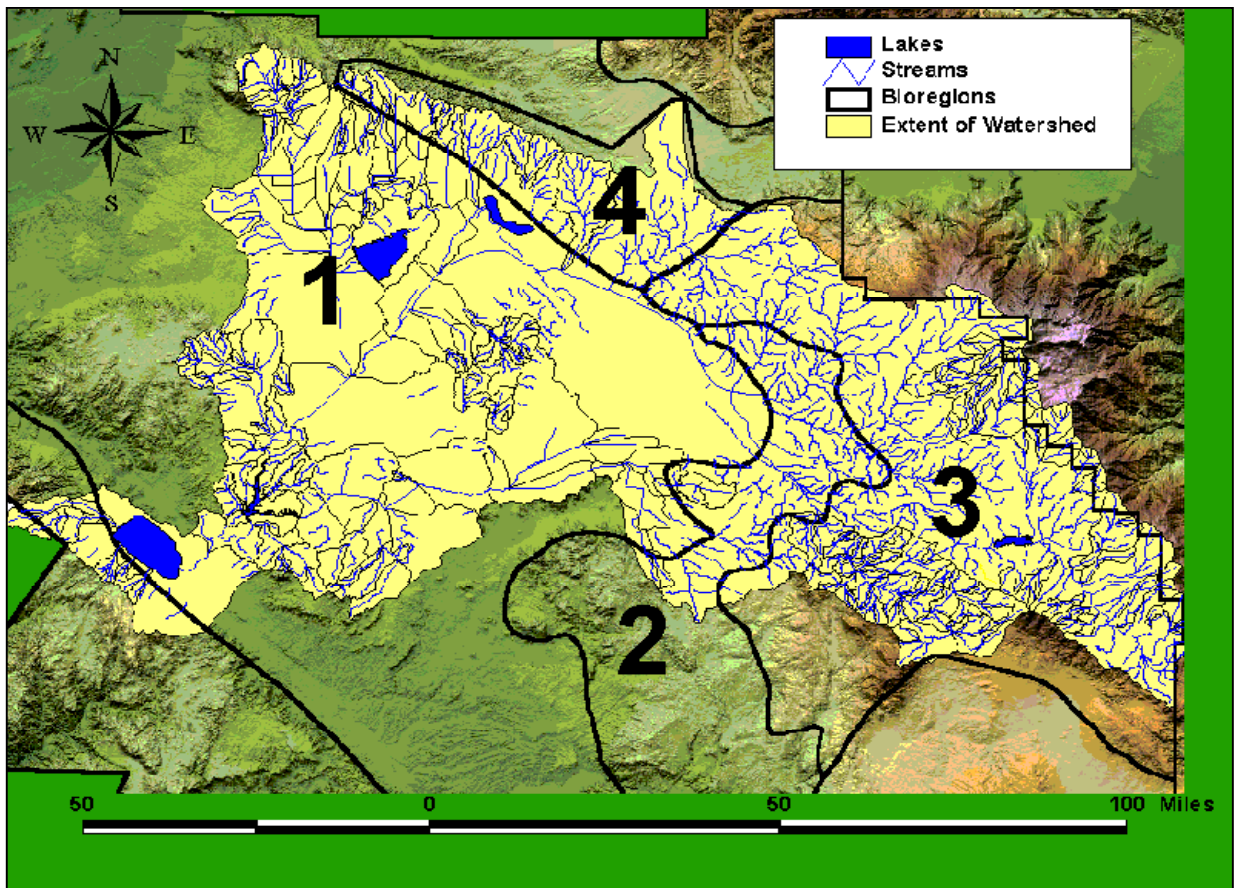 Lakes
Streams
Bioregions
Extent of Watershed
N
W E
S
4
1
3
2
50 0 50 100 Miles